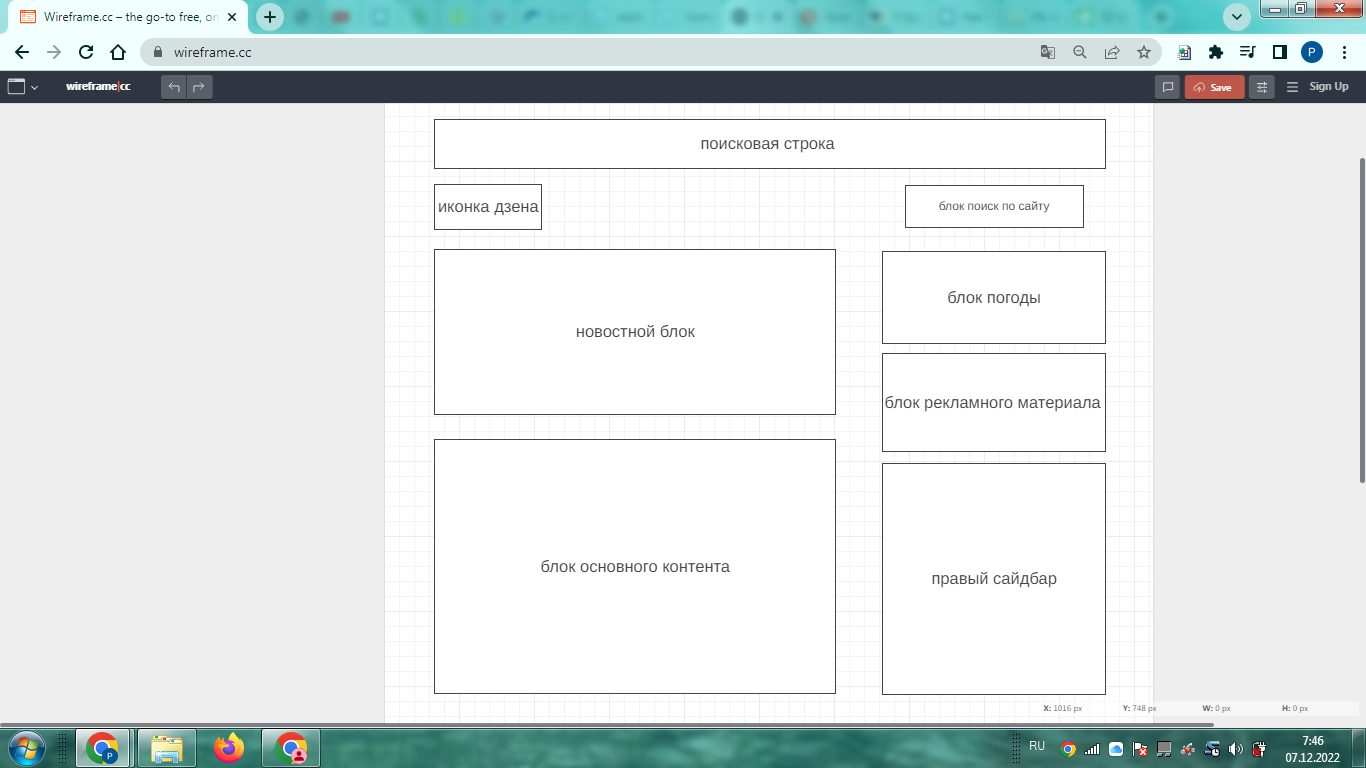 Wireframe.cc – the go-to free, on
wireframe.cc
P
wireframe|cc
Save
Sign Up
поисковая строка
иконка дзена
блок поиск по сайту
новостной блок
блок погоды
блок рекламного материала
блок основного контента
правый сайдбар
X: 1016 px Y: 748 px W: 0 px H: 0 px
P
RU
7:46
07.12.2022